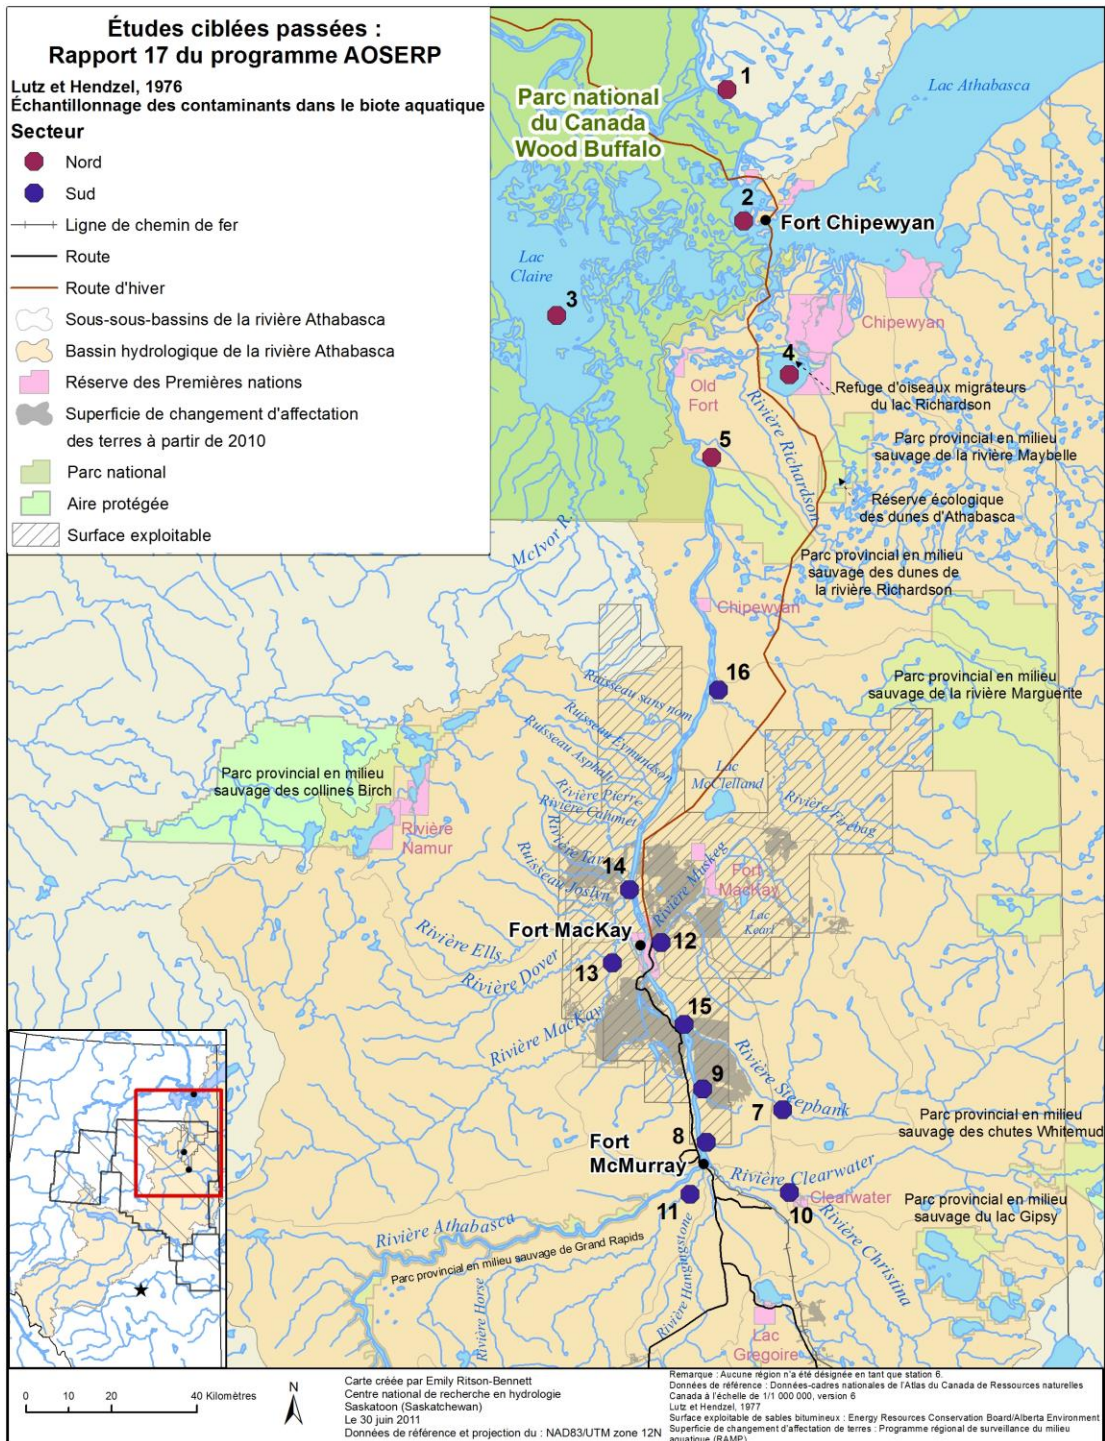 Études ciblées passées :
Rapport 17 du programme AOSERP
Lutz et Hendzel, 1976
Échantillonnage des contaminants dans le biote aquatique
Secteur
Nord
Sud
Ligne de chemin de fer
Route
Route d'hiver
Sous-sous-bassins de la rivière Athabasca
Bassin hydrologique de la rivière Athabasca
Réserve des Premières nations
Superficie de changement d'affectation
des terres à partir de 2010
Parc national
Aire protégée
Surface exploitable
1
Lac Athabasca
Parc national
du Canada
Wood Buffalo
2
Fort Chipewyan
Lac
Claire
3
Chipewyan
4
Refuge d'oiseaux migrateurs
du lac Richardson
Old
Fort
Rivière Richardson
5
Parc provincial en milieu
sauvage de la rivière Maybelle
Réserve écologique
des dunes d'Athabasca
McIvor R.
Parc provincial en milieu
sauvage des dunes de
la rivière Richardson
Chipewyan
16
Parc provincial en milieu
sauvage de la rivière Marguerite
Ruisseau sans nom
Ruisseau Eymundson
Ruisseau Asphalt
Rivière Pierre
Rivière Calumet
Lac
McClelland
Rivière Firebag
Parc provincial en milieu
sauvage des collines Birch
Rivière
Namur
Rivière Tar
Ruisseau Joslyn
14
Rivière Muskeg
Fort
MacKay
Lac
Kearl
Fort MacKay
12
Rivière Ells
Rivière Dover
13
Rivière MacKay
15
Rivière Steepbank
9
7
Parc provincial en milieu
sauvage des chutes Whitemud
8
Fort
McMurray
Rivière Clearwater
Clearwater
10
11
Rivière Christina
Parc provincial en milieu
sauvage du lac Gipsy
Rivière Athabasca
Parc provincial en milieu sauvage de Grand Rapids
Rivière Horse
Rivière Hangingstone
Lac
Gregoire
0 10 20 40 Kilomètres
N
Carte créée par Emily Ritson-Bennett
Centre national de recherche en hydrologie
Saskatoon (Saskatchewan)
Le 30 juin 2011
Données de référence et projection du : NAD83/UTM zone 12N
Remarque : Aucune région n'a été désignée en tant que station 6.
Données de référence : Données-cadres nationales de l'Atlas du Canada de Ressources naturelles
Canada à l'échelle de 1/1 000 000, version 6
Lutz et Hendzel, 1977
Surface exploitable de sables bitumineux : Energy Resources Conservation Board/Alberta Environment
Superficie de changement d'affectation de terres : Programme régional de surveillance du milieu
aquatique (RAMP)